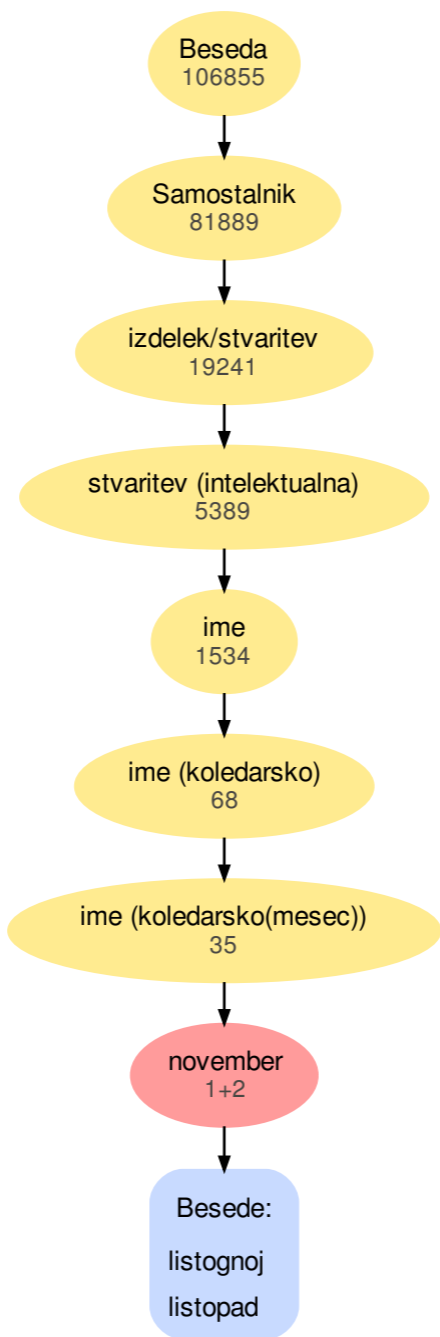 Beseda
106855
Samostalnik
81889
izdelek/stvaritev
19241
stvaritev (intelektualna)
5389
ime
1534
ime (koledarsko)
68
ime (koledarsko(mesec))
35
november
1+2
Besede:
listognoj
listopad